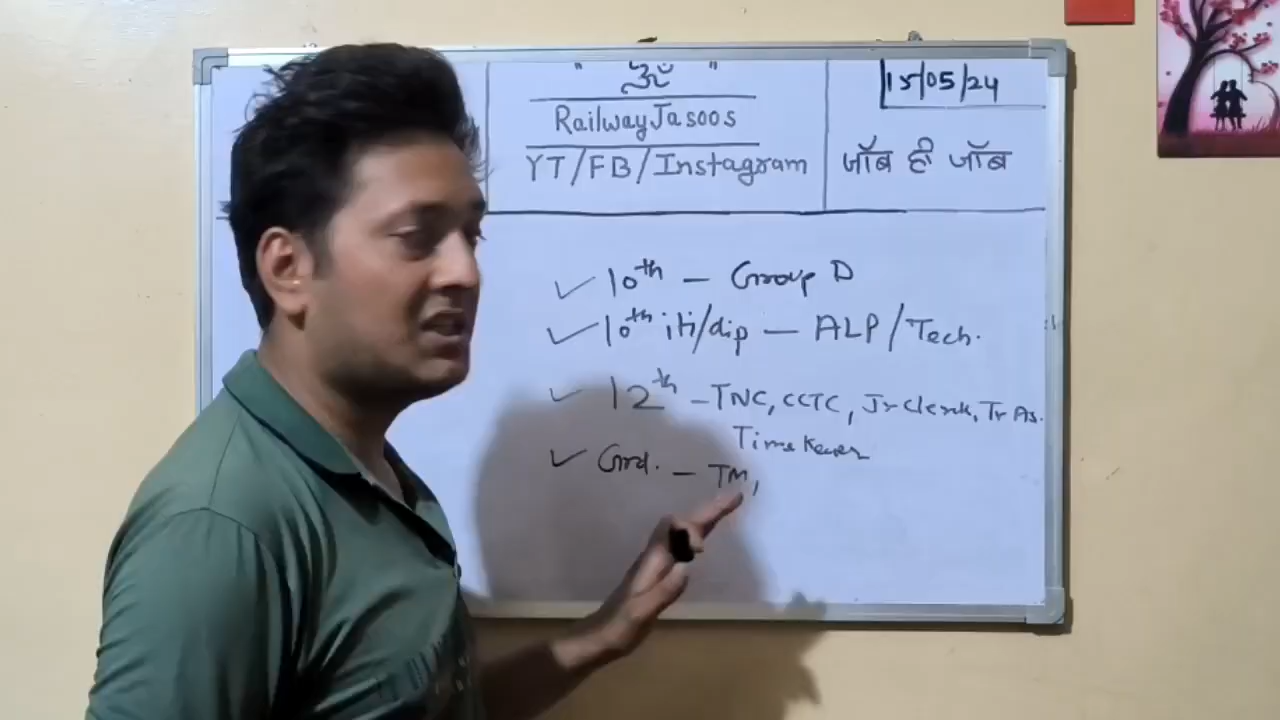 " ॐ "
RailwayJasoos
YT/FB/Instagram
15/05/24
जॉब ही जॉब
10th - Group D
10th iti/dip - ALP/Tech.
12th - TNC, CCTC, Jr Clerk, Tr As.
Time Keeper
Grd. - TM,